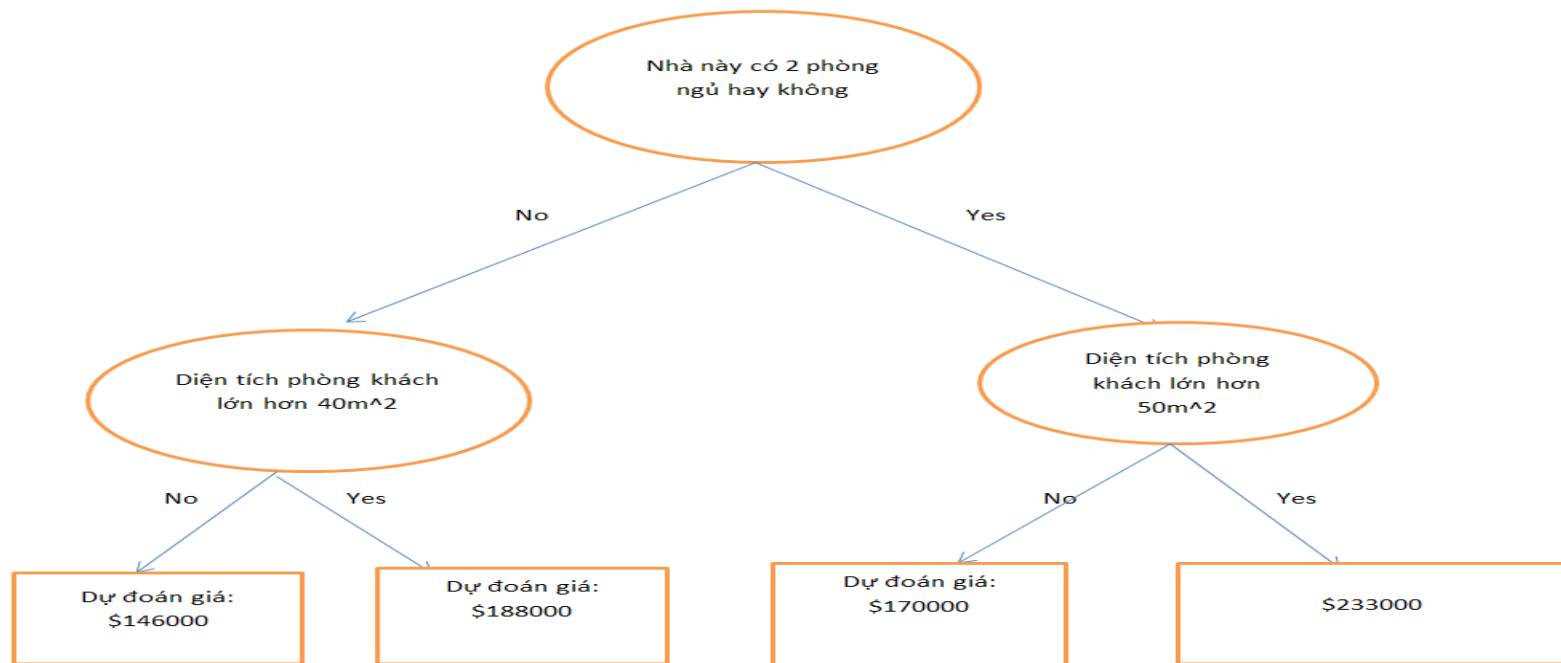 Nhà này có 2 phòng
ngủ hay không
No
Yes
Diện tích phòng khách
lớn hơn 40m^2
Diện tích phòng
khách lớn hơn
50m^2
No
Yes
No
Yes
Dự đoán giá:
$146000
Dự đoán giá:
$188000
Dự đoán giá:
$170000
$233000